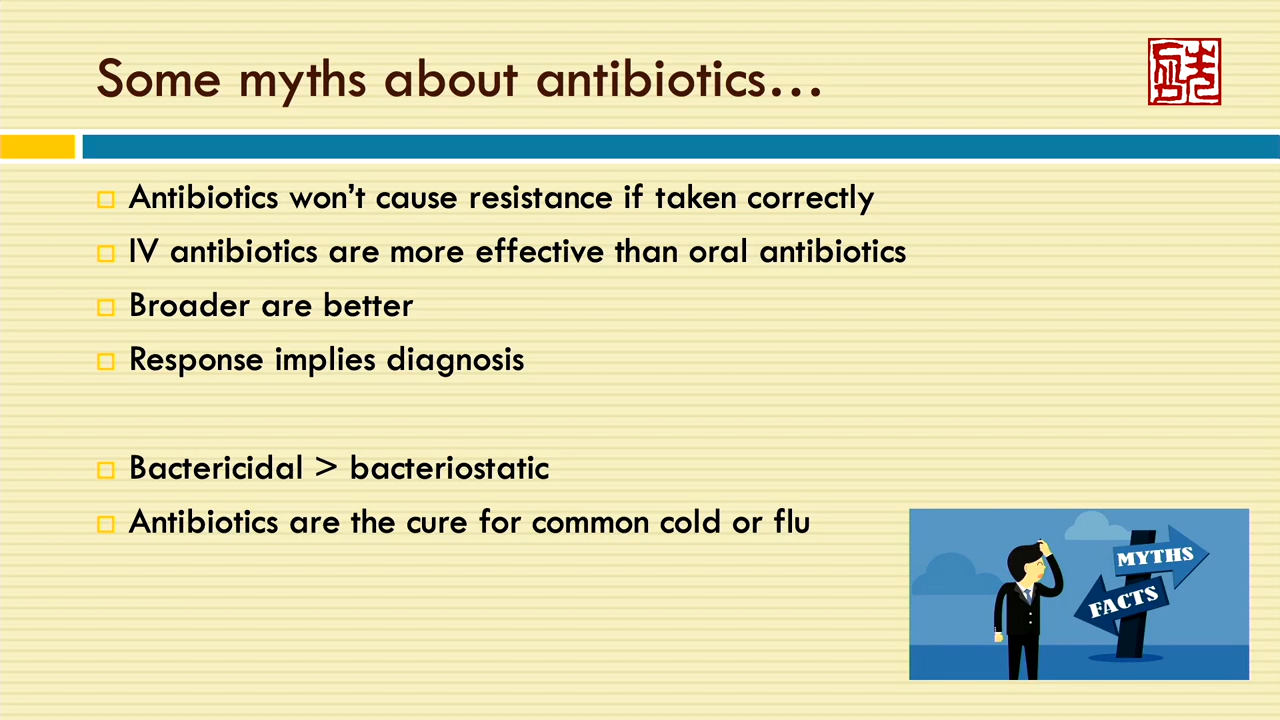 Some myths about antibiotics…
Antibiotics won’t cause resistance if taken correctly
IV antibiotics are more effective than oral antibiotics
Broader are better
Response implies diagnosis
Bactericidal > bacteriostatic
Antibiotics are the cure for common cold or flu
MYTHS
FACTS